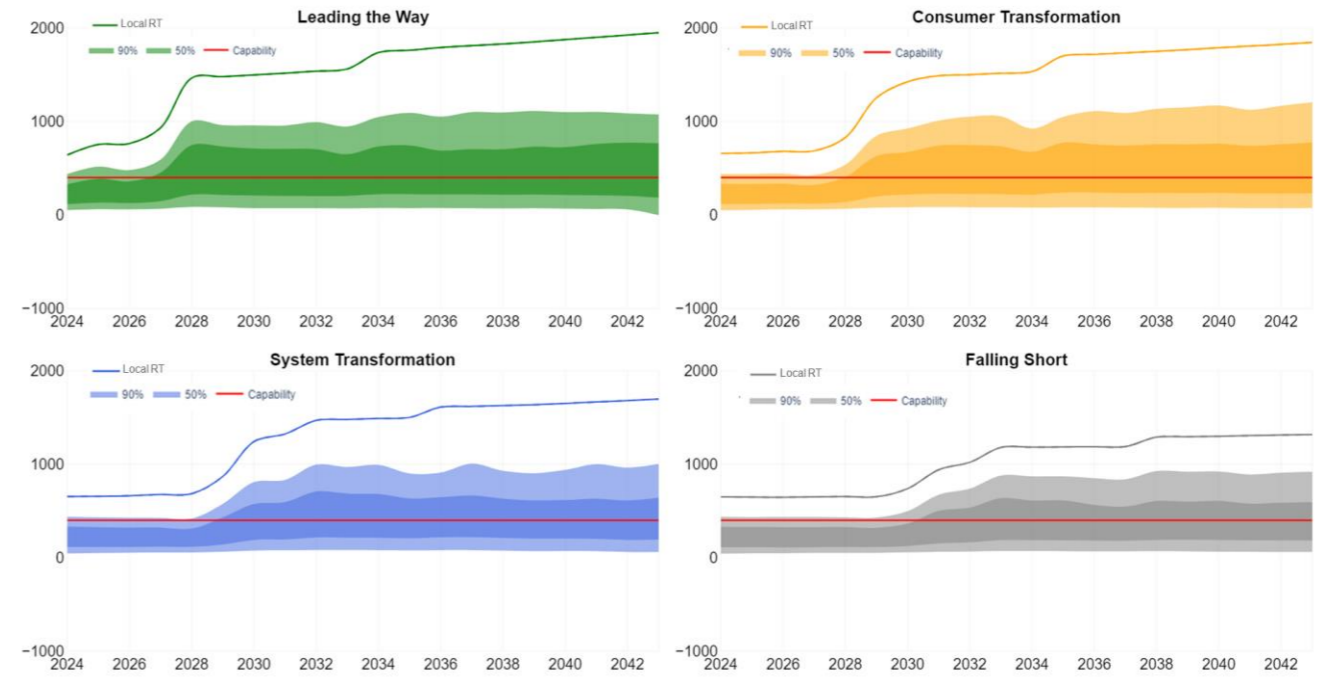 Leading the Way
2000
Local RT
90% 50% Capability
1000
0
−1000
2024 2026 2028 2030 2032 2034 2036 2038 2040 2042
Consumer Transformation
2000
Local RT
90% 50% Capability
1000
0
−1000
2024 2026 2028 2030 2032 2034 2036 2038 2040 2042
System Transformation
2000
Local RT
90% 50% Capability
1000
0
−1000
2024 2026 2028 2030 2032 2034 2036 2038 2040 2042
Falling Short
2000
Local RT
90% 50% Capability
1000
0
−1000
2024 2026 2028 2030 2032 2034 2036 2038 2040 2042